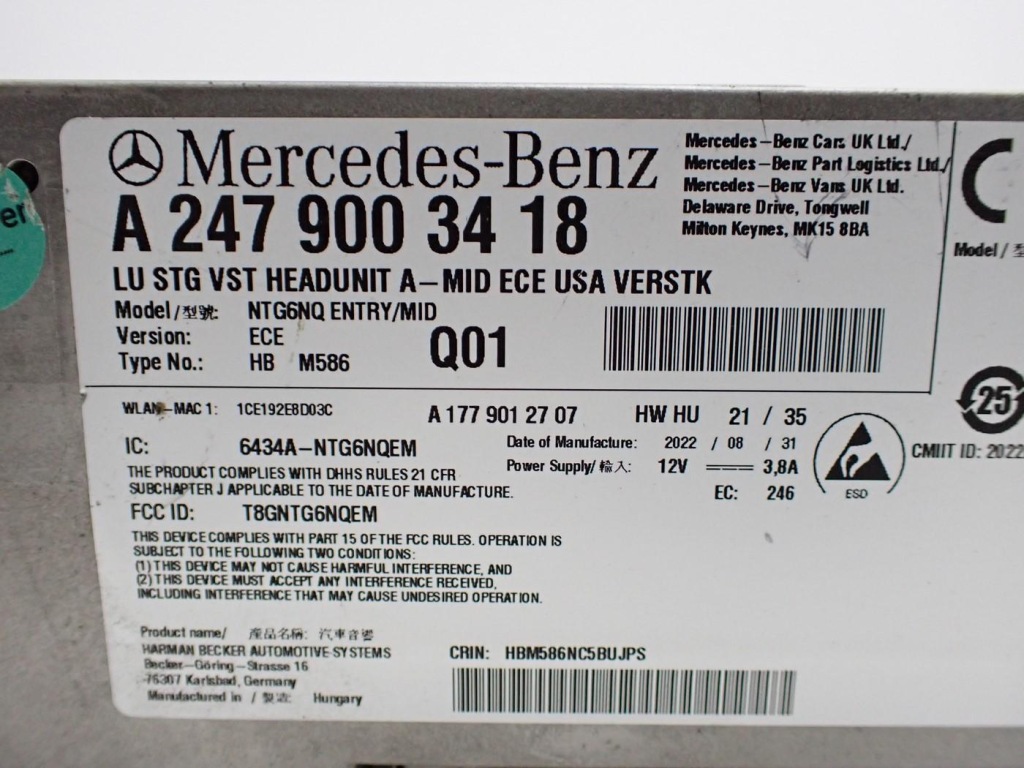 Mercedes-Benz
Mercedes-Benz Cars UK Ltd./
Mercedes-Benz Part Logistics Ltd./
Mercedes-Benz Vans UK Ltd.
Delaware Drive, Tongwell
Milton Keynes, MK15 8BA
A 247 900 34 18
LU STG VST HEADUNIT A-MID ECE USA VERSTK
Model/型號: NTG6NQ ENTRY/MID
Version: ECE
Type No.: HB M586
Q01
CE
Model / 型
WLAN-MAC 1: 1CE192E8D03C
A 177 901 27 07
HW HU 21 / 35
IC: 6434A-NTG6NQEM
Date of Manufacture: 2022 / 08 / 31
THE PRODUCT COMPLIES WITH DHHS RULES 21 CFR
SUBCHAPTER J APPLICABLE TO THE DATE OF MANUFACTURE.
Power Supply/ 輸入: 12V 3,8A
EC: 246
FCC ID: T8GNTG6NQEM
ESD
25
CMIIT ID: 2022
THIS DEVICE COMPLIES WITH PART 15 OF THE FCC RULES. OPERATION IS
SUBJECT TO THE FOLLOWING TWO CONDITIONS:
(1) THIS DEVICE MAY NOT CAUSE HARMFUL INTERFERENCE, AND
(2) THIS DEVICE MUST ACCEPT ANY INTERFERENCE RECEIVED,
INCLUDING INTERFERENCE THAT MAY CAUSE UNDESIRED OPERATION.
Product name/ 產品名稱: 汽車音響
HARMAN BECKER AUTOMOTIVE SYSTEMS
Becker-Göring-Strasse 16
76307 Karlsbad, Germany
Manufactured in / 製造: Hungary
CRIN: HBM586NC5BUJPS
er